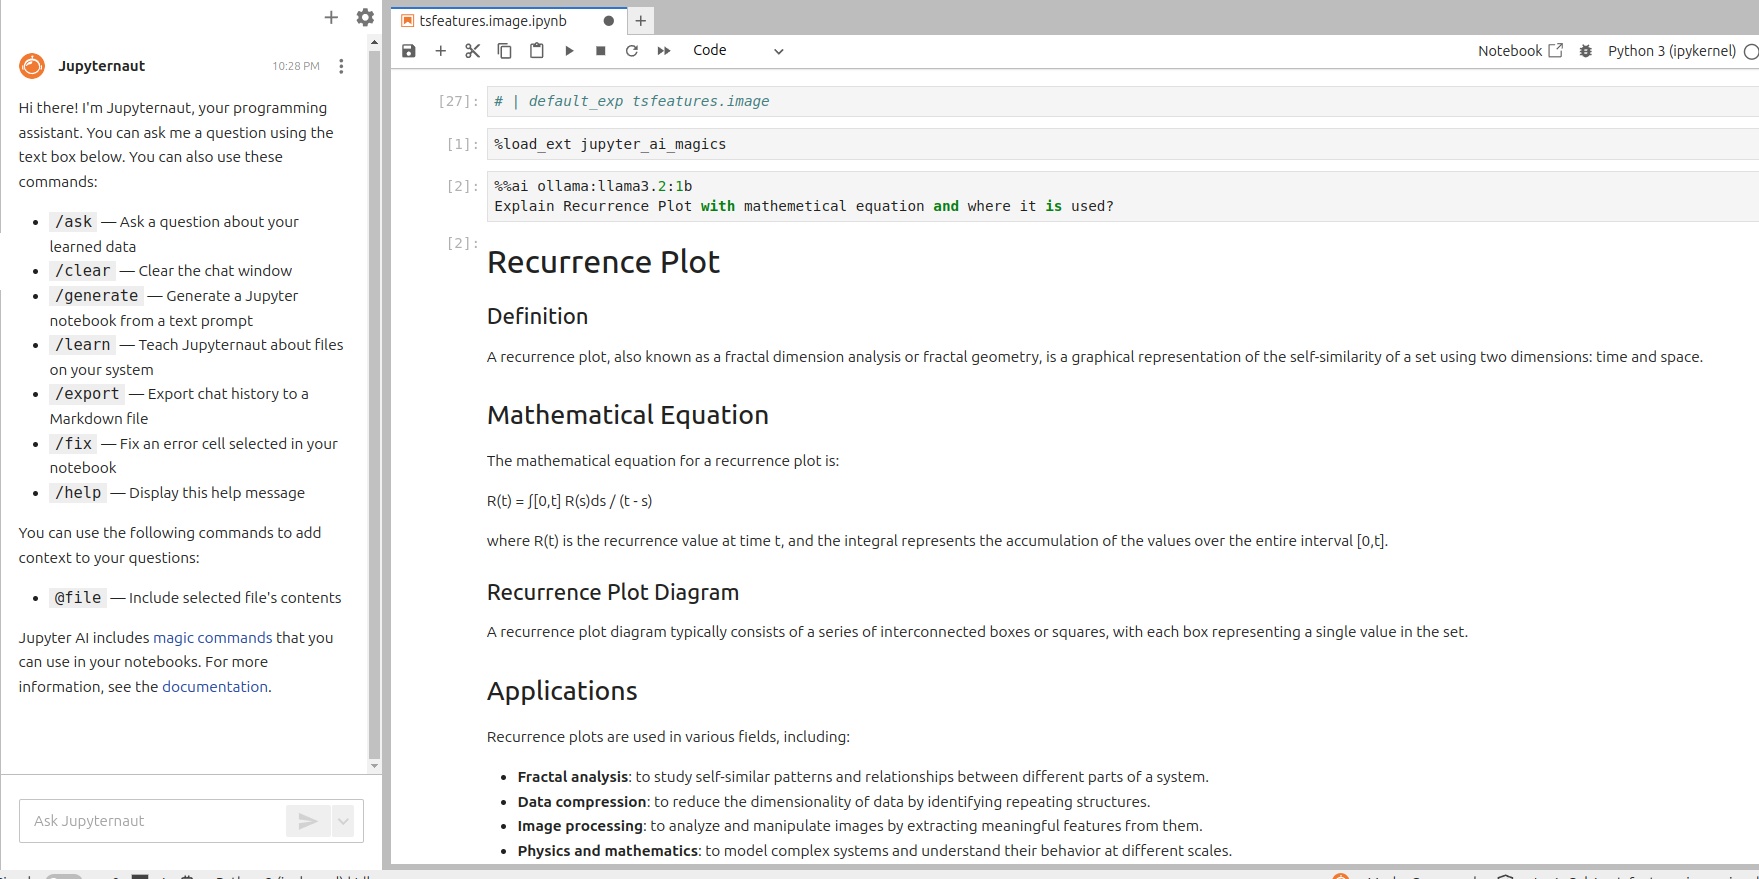 Jupyternaut
10:28 PM
Hi there! I'm Jupyternaut, your programming
assistant. You can ask me a question using the
text box below. You can also use these
commands:
/ask — Ask a question about your
learned data
/clear — Clear the chat window
/generate — Generate a Jupyter
notebook from a text prompt
/learn — Teach Jupyternaut about files
on your system
/export — Export chat history to a
Markdown file
/fix — Fix an error cell selected in your
notebook
/help — Display this help message
You can use the following commands to add
context to your questions:
@file — Include selected file's contents
Jupyter AI includes magic commands that you
can use in your notebooks. For more
information, see the documentation.
Ask Jupyternaut
tsfeatures.image.ipynb
Code
Notebook
Python 3 (ipykernel)
[27]: # | default_exp tsfeatures.image
[1]: %load_ext jupyter_ai_magics
[2]: %%ai ollama:llama3.2:1b
Explain Recurrence Plot with mathemetical equation and where it is used?
[2]:
Recurrence Plot
Definition
A recurrence plot, also known as a fractal dimension analysis or fractal geometry, is a graphical representation of the self-similarity of a set using two dimensions: time and space.
Mathematical Equation
The mathematical equation for a recurrence plot is:
R(t) = ∫[0,t] R(s)ds / (t - s)
where R(t) is the recurrence value at time t, and the integral represents the accumulation of the values over the entire interval [0,t].
Recurrence Plot Diagram
A recurrence plot diagram typically consists of a series of interconnected boxes or squares, with each box representing a single value in the set.
Applications
Recurrence plots are used in various fields, including:
Fractal analysis: to study self-similar patterns and relationships between different parts of a system.
Data compression: to reduce the dimensionality of data by identifying repeating structures.
Image processing: to analyze and manipulate images by extracting meaningful features from them.
Physics and mathematics: to model complex systems and understand their behavior at different scales.